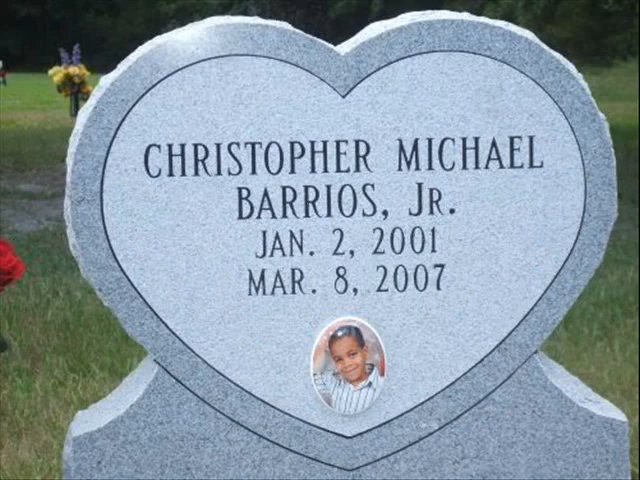 CHRISTOPHER MICHAEL
BARRIOS, JR.
JAN. 2, 2001
MAR. 8, 2007